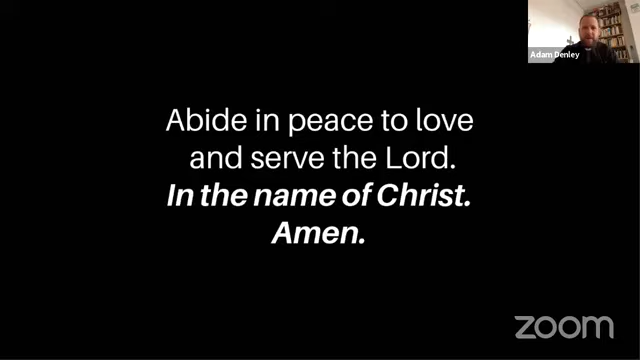 Adam Denley
Abide in peace to love
and serve the Lord.
In the name of Christ.
Amen.
zoom